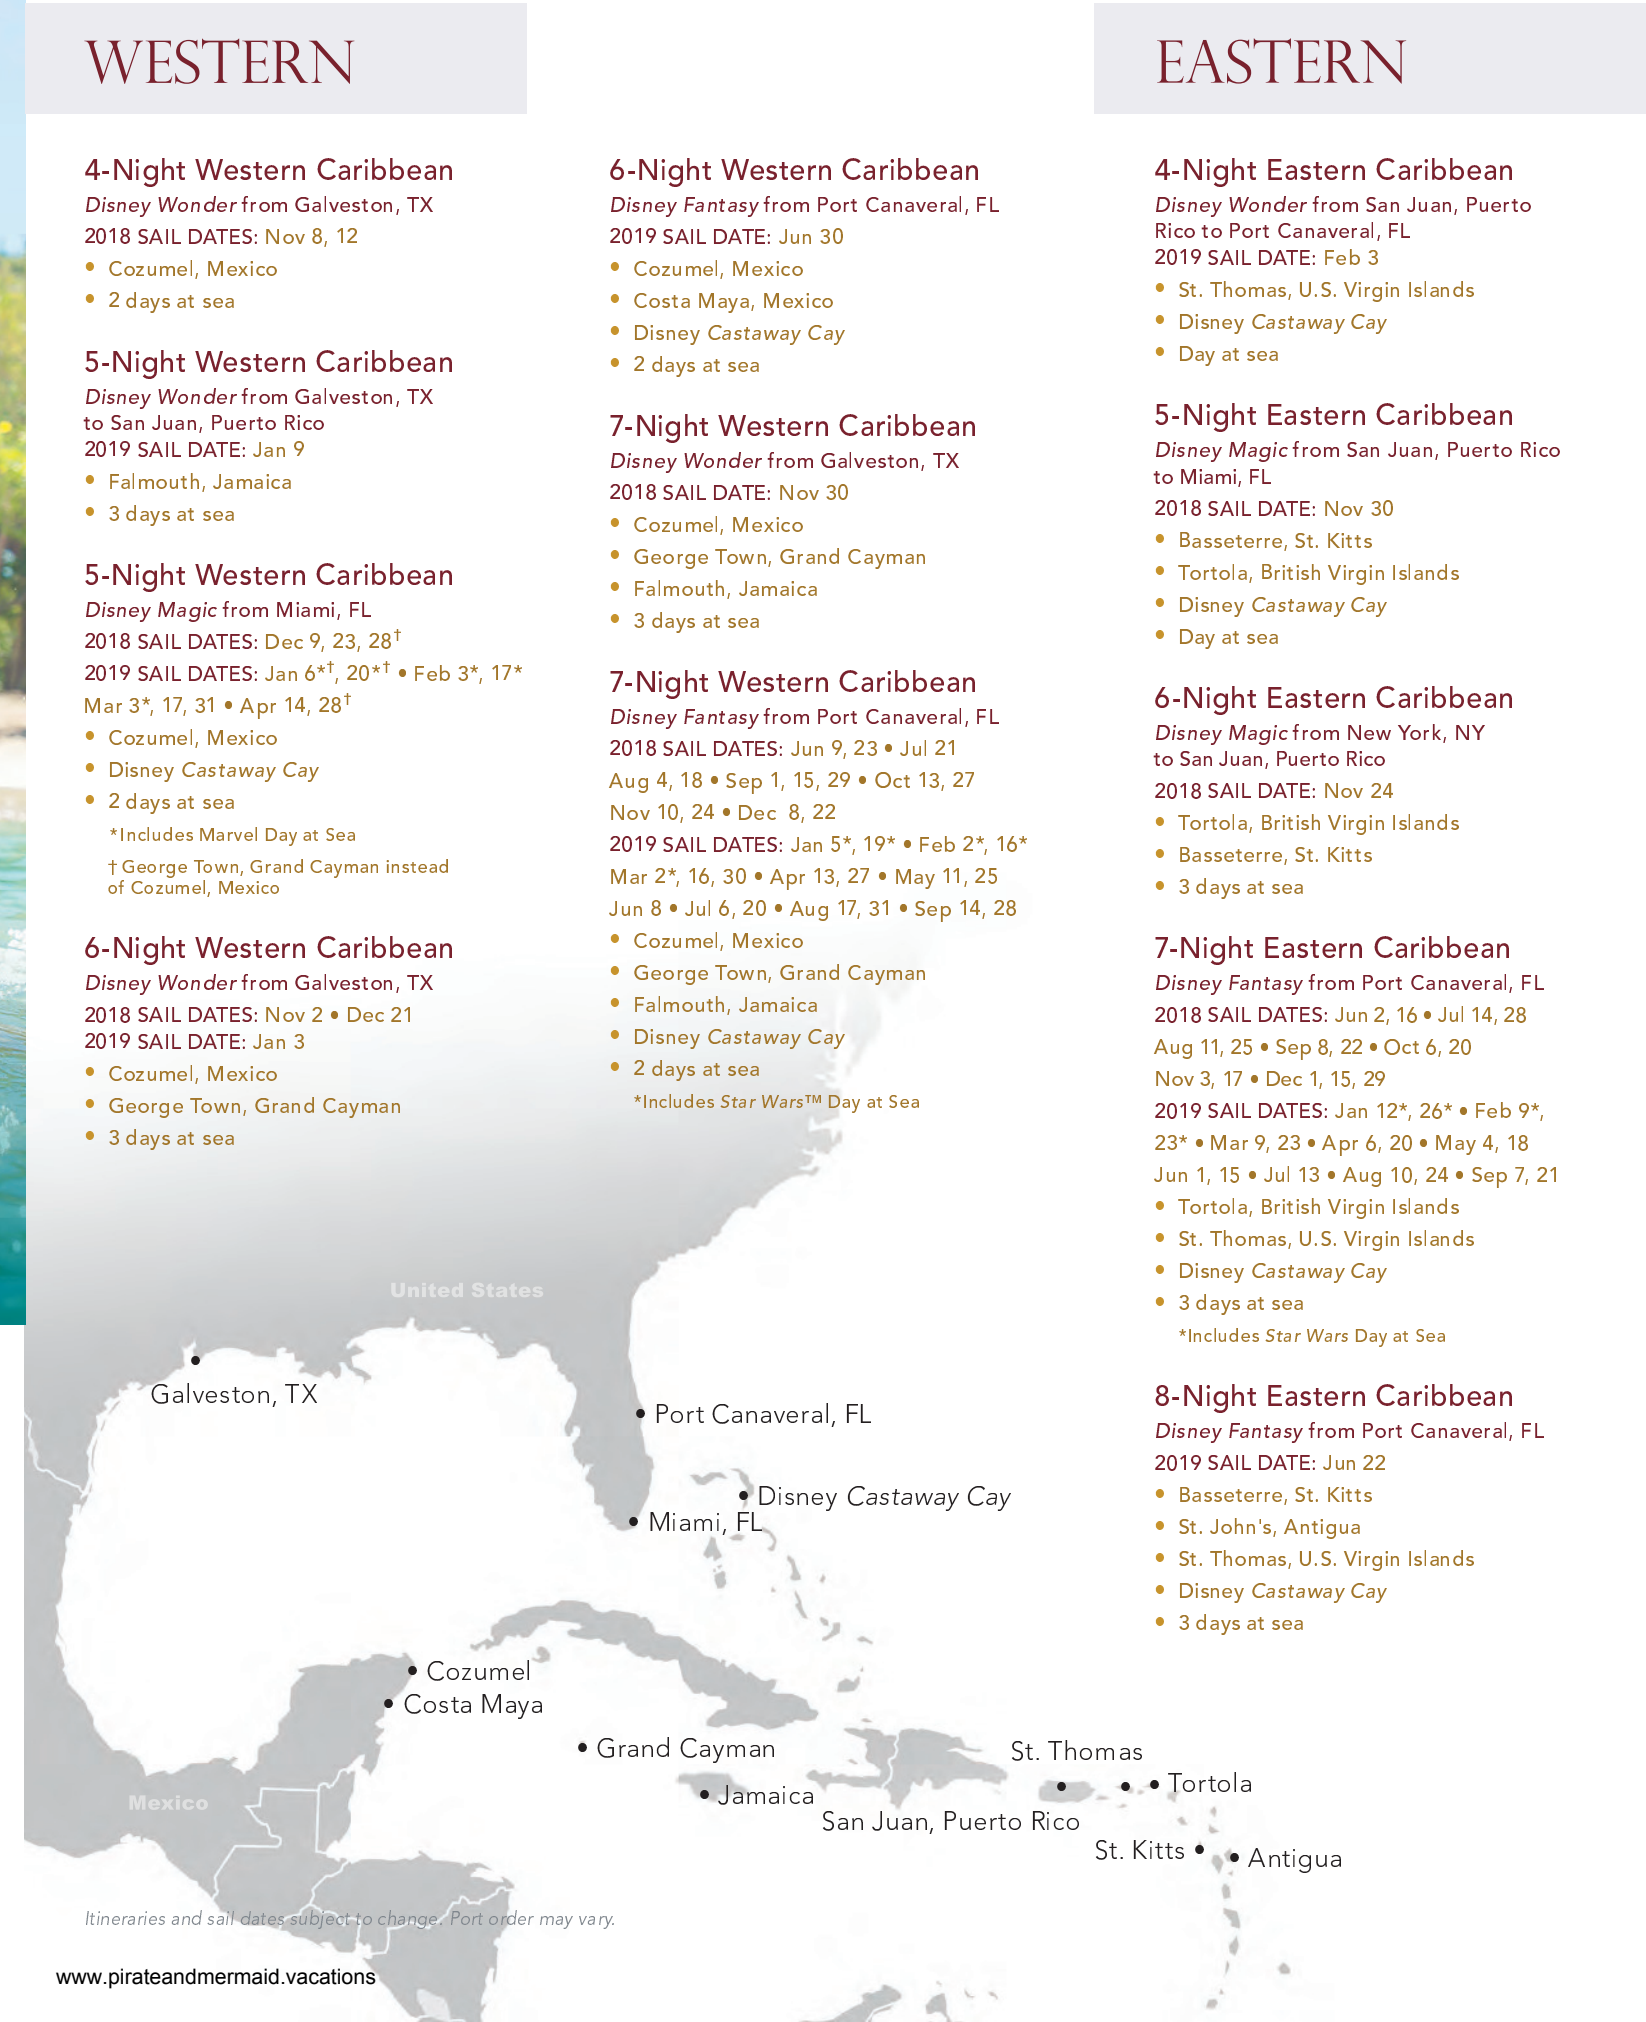 WESTERN
4-Night Western Caribbean
Disney Wonder from Galveston, TX
2018 SAIL DATES: Nov 8, 12
• Cozumel, Mexico
• 2 days at sea
5-Night Western Caribbean
Disney Wonder from Galveston, TX
to San Juan, Puerto Rico
2019 SAIL DATE: Jan 9
• Falmouth, Jamaica
• 3 days at sea
5-Night Western Caribbean
Disney Magic from Miami, FL
2018 SAIL DATES: Dec 9, 23, 28†
2019 SAIL DATES: Jan 6*†, 20*† • Feb 3*, 17*
Mar 3*, 17, 31 • Apr 14, 28†
• Cozumel, Mexico
• Disney Castaway Cay
• 2 days at sea
*Includes Marvel Day at Sea
† George Town, Grand Cayman instead
of Cozumel, Mexico
6-Night Western Caribbean
Disney Wonder from Galveston, TX
2018 SAIL DATES: Nov 2 • Dec 21
2019 SAIL DATE: Jan 3
• Cozumel, Mexico
• George Town, Grand Cayman
• 3 days at sea
6-Night Western Caribbean
Disney Fantasy from Port Canaveral, FL
2019 SAIL DATE: Jun 30
• Cozumel, Mexico
• Costa Maya, Mexico
• Disney Castaway Cay
• 2 days at sea
7-Night Western Caribbean
Disney Wonder from Galveston, TX
2018 SAIL DATE: Nov 30
• Cozumel, Mexico
• George Town, Grand Cayman
• Falmouth, Jamaica
• 3 days at sea
7-Night Western Caribbean
Disney Fantasy from Port Canaveral, FL
2018 SAIL DATES: Jun 9, 23 • Jul 21
Aug 4, 18 • Sep 1, 15, 29 • Oct 13, 27
Nov 10, 24 • Dec 8, 22
2019 SAIL DATES: Jan 5*, 19* • Feb 2*, 16*
Mar 2*, 16, 30 • Apr 13, 27 • May 11, 25
Jun 8 • Jul 6, 20 • Aug 17, 31 • Sep 14, 28
• Cozumel, Mexico
• George Town, Grand Cayman
• Falmouth, Jamaica
• Disney Castaway Cay
• 2 days at sea
*Includes Star Wars™ Day at Sea
EASTERN
4-Night Eastern Caribbean
Disney Wonder from San Juan, Puerto
Rico to Port Canaveral, FL
2019 SAIL DATE: Feb 3
• St. Thomas, U.S. Virgin Islands
• Disney Castaway Cay
• Day at sea
5-Night Eastern Caribbean
Disney Magic from San Juan, Puerto Rico
to Miami, FL
2018 SAIL DATE: Nov 30
• Basseterre, St. Kitts
• Tortola, British Virgin Islands
• Disney Castaway Cay
• Day at sea
6-Night Eastern Caribbean
Disney Magic from New York, NY
to San Juan, Puerto Rico
2018 SAIL DATE: Nov 24
• Tortola, British Virgin Islands
• Basseterre, St. Kitts
• 3 days at sea
7-Night Eastern Caribbean
Disney Fantasy from Port Canaveral, FL
2018 SAIL DATES: Jun 2, 16 • Jul 14, 28
Aug 11, 25 • Sep 8, 22 • Oct 6, 20
Nov 3, 17 • Dec 1, 15, 29
2019 SAIL DATES: Jan 12*, 26* • Feb 9*,
23* • Mar 9, 23 • Apr 6, 20 • May 4, 18
Jun 1, 15 • Jul 13 • Aug 10, 24 • Sep 7, 21
• Tortola, British Virgin Islands
• St. Thomas, U.S. Virgin Islands
• Disney Castaway Cay
• 3 days at sea
*Includes Star Wars Day at Sea
8-Night Eastern Caribbean
Disney Fantasy from Port Canaveral, FL
2019 SAIL DATE: Jun 22
• Basseterre, St. Kitts
• St. John's, Antigua
• St. Thomas, U.S. Virgin Islands
• Disney Castaway Cay
• 3 days at sea
United States
Galveston, TX
Port Canaveral, FL
Disney Castaway Cay
Miami, FL
Cozumel
Costa Maya
Grand Cayman
St. Thomas
Tortola
Jamaica
Mexico
San Juan, Puerto Rico
St. Kitts
Antigua
Itineraries and sail dates subject to change. Port order may vary.
www.pirateandmermaid.vacations